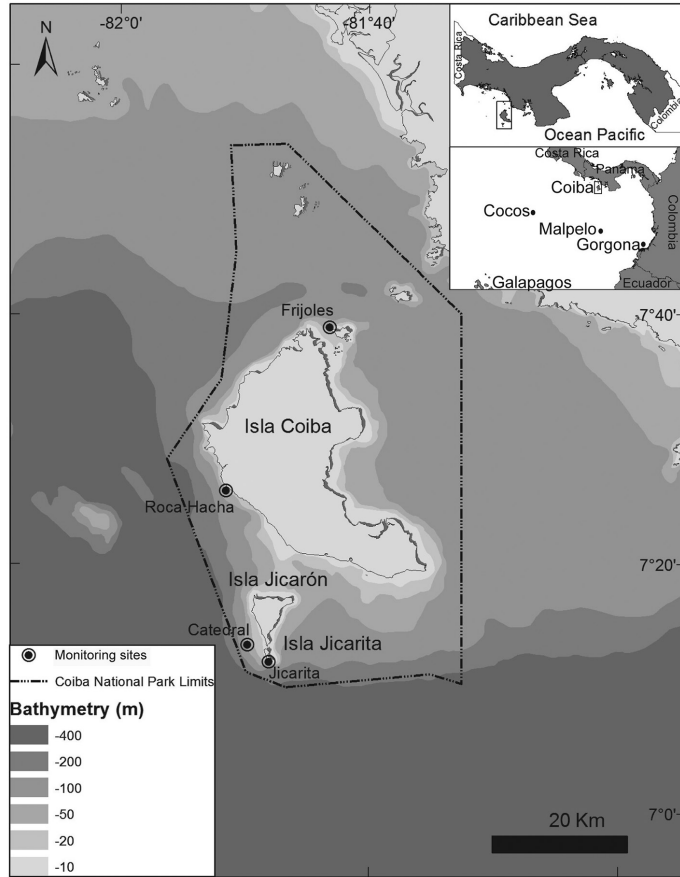 -82°0'
-81°40'
N
Caribbean Sea
Costa Rica
Colombia
Ocean Pacific
Costa Rica
Panama
Coiba
Cocos
Malpelo
Gorgona
Colombia
Galapagos
Ecuador
7°40'
Frijoles
Isla Coiba
Roca Hacha
7°20'
Isla Jicarón
Catedral
Isla Jicarita
Jicarita
Monitoring sites
Coiba National Park Limits
Bathymetry (m)
-400
-200
-100
-50
-20
-10
7°0'
20 Km